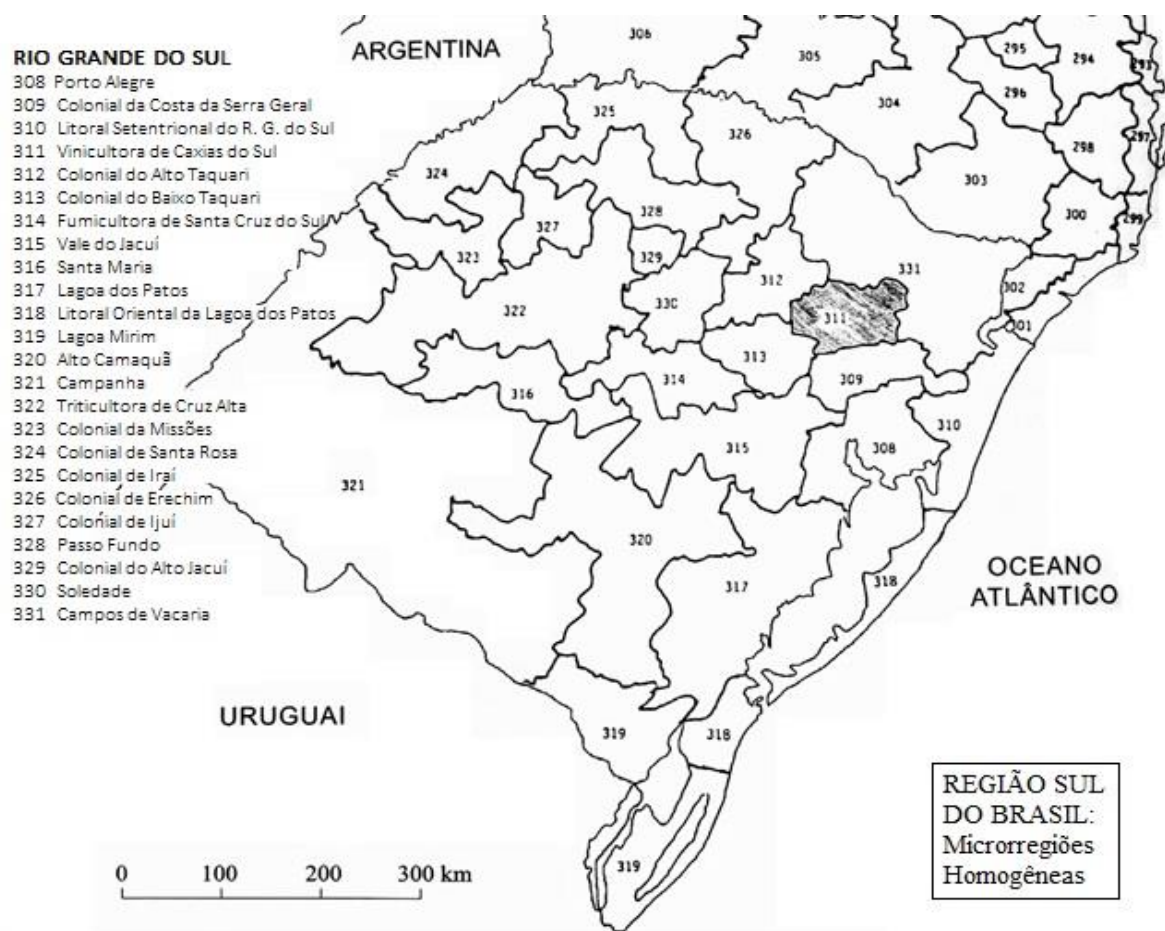 RIO GRANDE DO SUL
308 Porto Alegre
309 Colonial da Costa da Serra Geral
310 Litoral Setentrional do R. G. do Sul
311 Vinicultora de Caxias do Sul
312 Colonial do Alto Taquari
313 Colonial do Baixo Taquari
314 Fumicultora de Santa Cruz do Sul
315 Vale do Jacuí
316 Santa Maria
317 Lagoa dos Patos
318 Litoral Oriental da Lagoa dos Patos
319 Lagoa Mirim
320 Alto Camaquã
321 Campanha
322 Triticultora de Cruz Alta
323 Colonial da Missões
324 Colonial de Santa Rosa
325 Colonial de Iraí
326 Colonial de Erechim
327 Colonial de Ijuí
328 Passo Fundo
329 Colonial do Alto Jacuí
330 Soledade
331 Campos de Vacaria
ARGENTINA
306
305
295
294
293
296
304
325
326
298
297
324
303
328
300
299
327
323
329
331
312
302
322
330
311
301
313
309
314
316
310
315
308
321
320
317
318
OCEANO
ATLÂNTICO
URUGUAI
319
318
319
0 100 200 300 km
REGIÃO SUL
DO BRASIL:
Microrregiões
Homogêneas